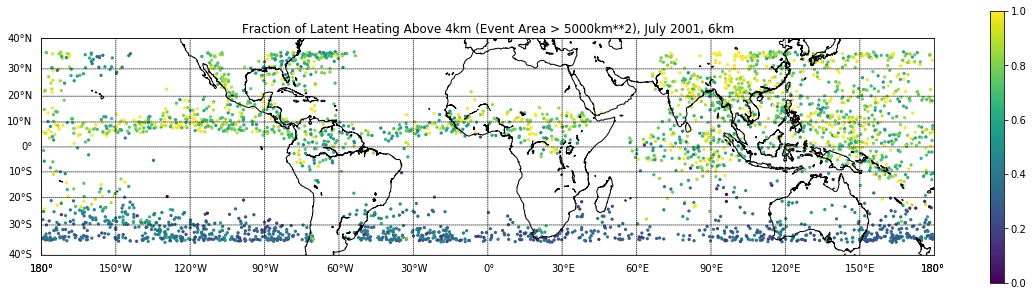 Fraction of Latent Heating Above 4km (Event Area > 5000km**2), July 2001, 6km
40°N
30°N
20°N
10°N
0°
10°S
20°S
30°S
40°S
180° 150°W 120°W 90°W 60°W 30°W 0° 30°E 60°E 90°E 120°E 150°E 180°
1.0
0.8
0.6
0.4
0.2
0.0